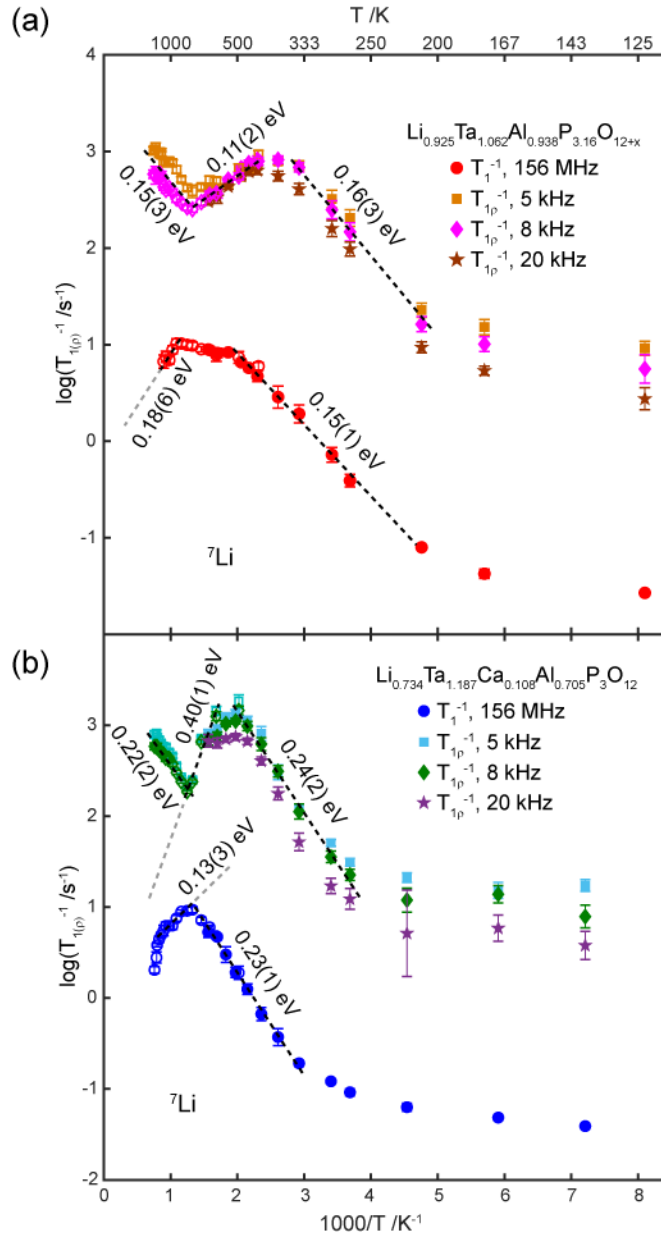 (a)
T /K
1000 500 333 250 200 167 143 125
4
3
2
1
0
-1
log(T₁₍ρ₎⁻¹ /s⁻¹)
Li₀.₉₂₅Ta₁.₀₆₂Al₀.₉₃₈P₃.₁₆O₁₂₊ₓ
T₁⁻¹, 156 MHz
T₁ρ⁻¹, 5 kHz
T₁ρ⁻¹, 8 kHz
T₁ρ⁻¹, 20 kHz
0.15(3) eV
0.11(2) eV
0.16(3) eV
0.18(6) eV
0.15(1) eV
⁷Li
(b)
3
2
1
0
-1
-2
log(T₁₍ρ₎⁻¹ /s⁻¹)
Li₀.₇₃₄Ta₁.₁₈₇Ca₀.₁₀₈Al₀.₇₀₅P₃O₁₂
T₁⁻¹, 156 MHz
T₁ρ⁻¹, 5 kHz
T₁ρ⁻¹, 8 kHz
T₁ρ⁻¹, 20 kHz
0.22(2) eV
0.40(1) eV
0.24(2) eV
0.13(3) eV
0.23(1) eV
⁷Li
0 1 2 3 4 5 6 7 8
1000/T /K⁻¹